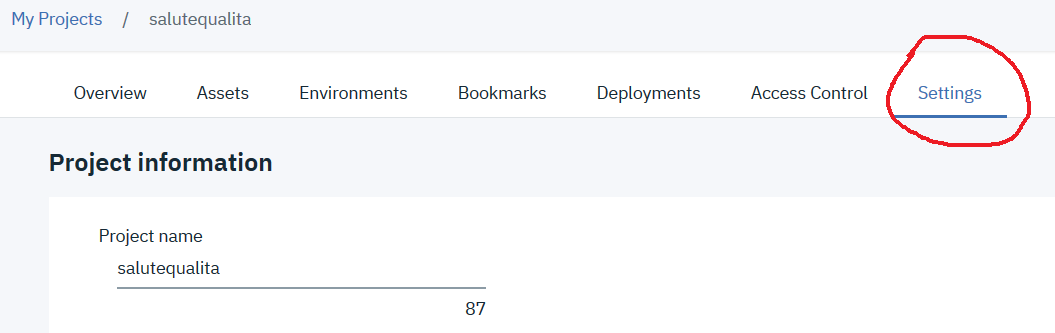 My Projects / salutequalita
Overview Assets Environments Bookmarks Deployments Access Control Settings
Project information
Project name
salutequalita
87